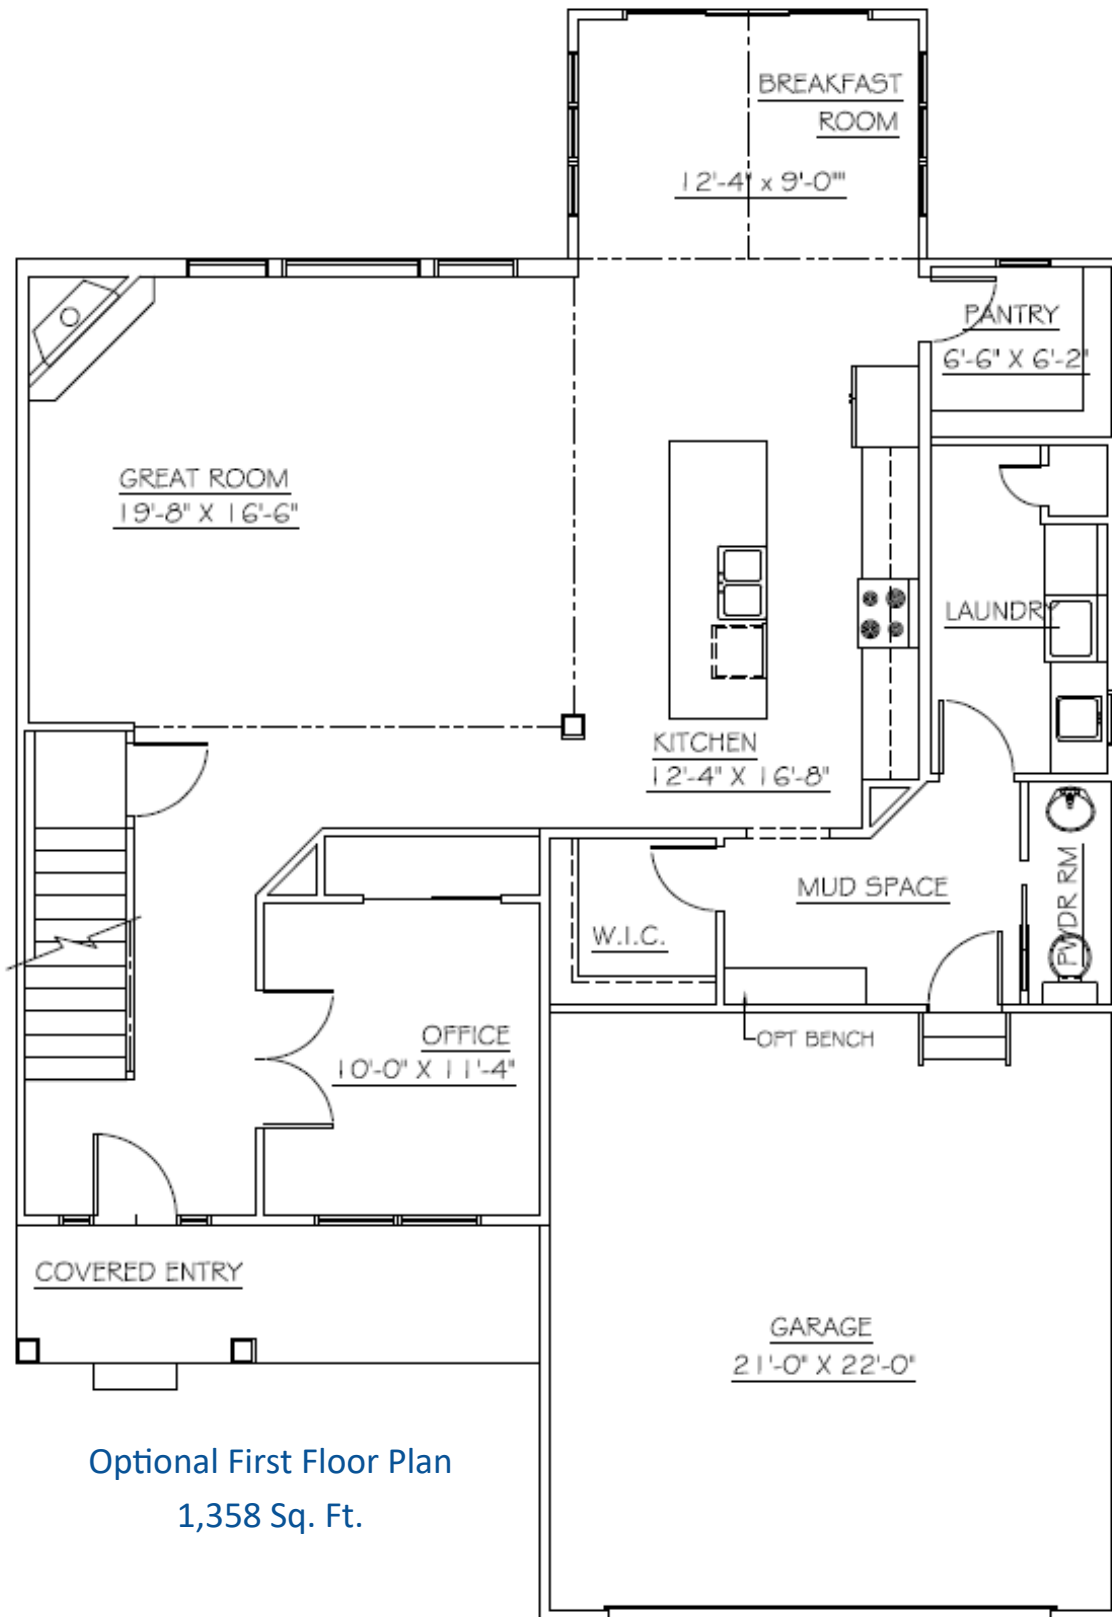 BREAKFAST
ROOM
12'-4" x 9'-0""
PANTRY
6'-6" X 6'-2"
GREAT ROOM
19'-8" X 16'-6"
LAUNDRY
KITCHEN
12'-4" X 16'-8"
MUD SPACE
PWDR RM
W.I.C.
OFFICE
10'-0" X 11'-4"
OPT BENCH
COVERED ENTRY
GARAGE
21'-0" X 22'-0"
Optional First Floor Plan
1,358 Sq. Ft.